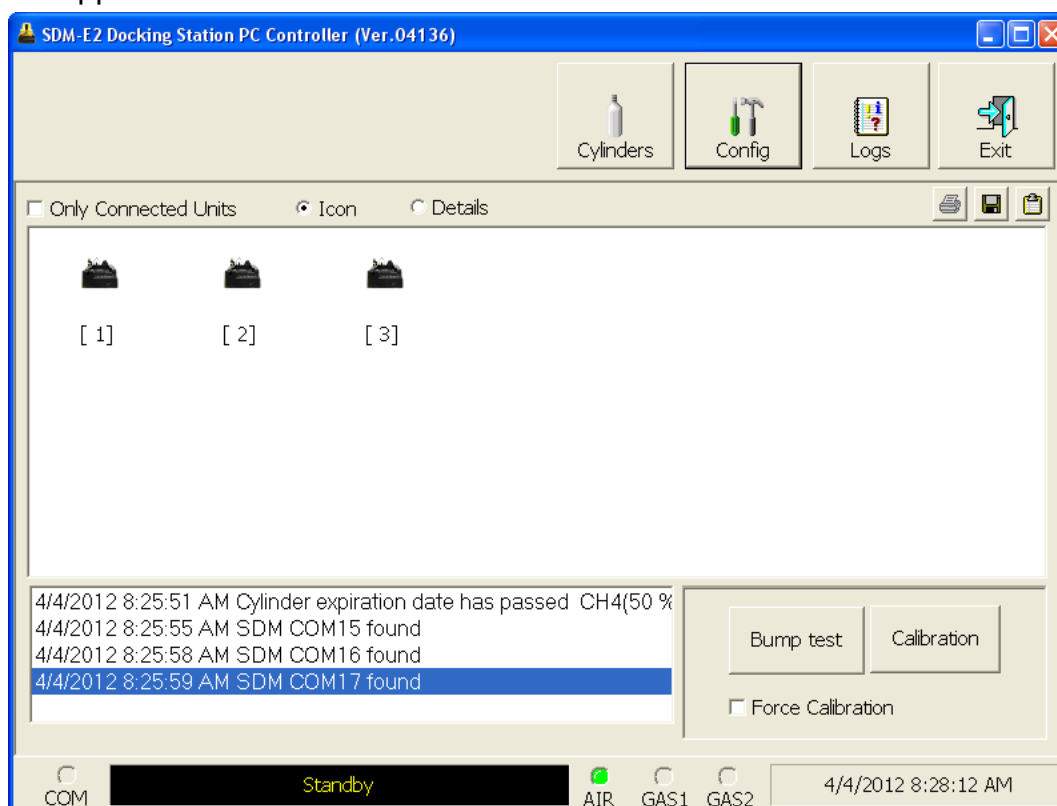 SDM-E2 Docking Station PC Controller (Ver.04136)
Cylinders Config Logs Exit
Only Connected Units Icon Details
[ 1] [ 2] [ 3]
4/4/2012 8:25:51 AM Cylinder expiration date has passed CH4(50 %
4/4/2012 8:25:55 AM SDM COM15 found
4/4/2012 8:25:58 AM SDM COM16 found
4/4/2012 8:25:59 AM SDM COM17 found
Bump test Calibration
Force Calibration
COM Standby AIR GAS1 GAS2 4/4/2012 8:28:12 AM